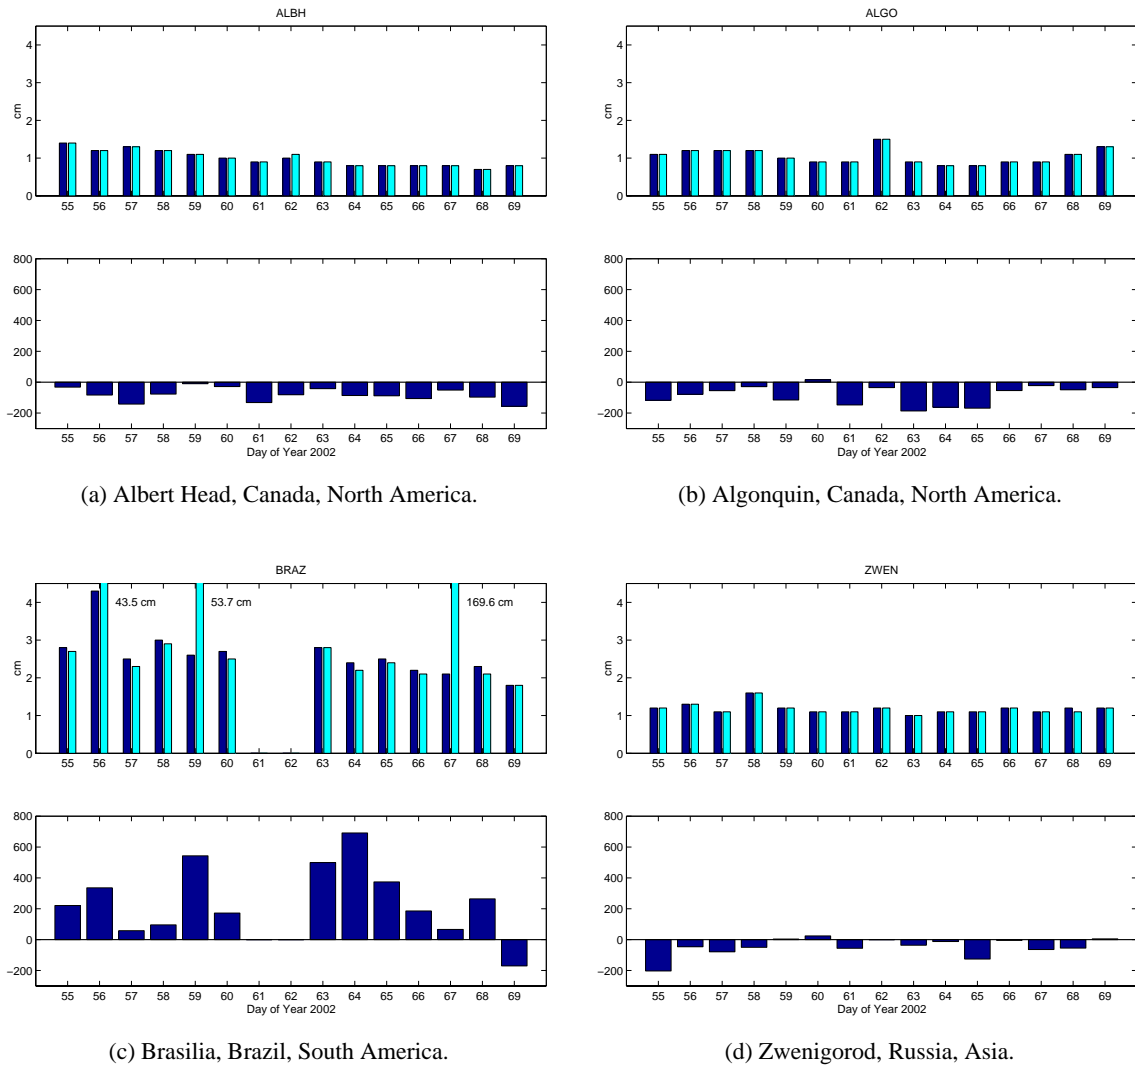 ALBH
4
3
2
1
0
cm
55 56 57 58 59 60 61 62 63 64 65 66 67 68 69
800
600
400
200
0
−200
55 56 57 58 59 60 61 62 63 64 65 66 67 68 69
Day of Year 2002
(a) Albert Head, Canada, North America.
ALGO
4
3
2
1
0
cm
55 56 57 58 59 60 61 62 63 64 65 66 67 68 69
800
600
400
200
0
−200
55 56 57 58 59 60 61 62 63 64 65 66 67 68 69
Day of Year 2002
(b) Algonquin, Canada, North America.
BRAZ
43.5 cm 53.7 cm 169.6 cm
4
3
2
1
0
cm
55 56 57 58 59 60 61 62 63 64 65 66 67 68 69
800
600
400
200
0
−200
55 56 57 58 59 60 61 62 63 64 65 66 67 68 69
Day of Year 2002
(c) Brasilia, Brazil, South America.
ZWEN
4
3
2
1
0
cm
55 56 57 58 59 60 61 62 63 64 65 66 67 68 69
800
600
400
200
0
−200
55 56 57 58 59 60 61 62 63 64 65 66 67 68 69
Day of Year 2002
(d) Zwenigorod, Russia, Asia.